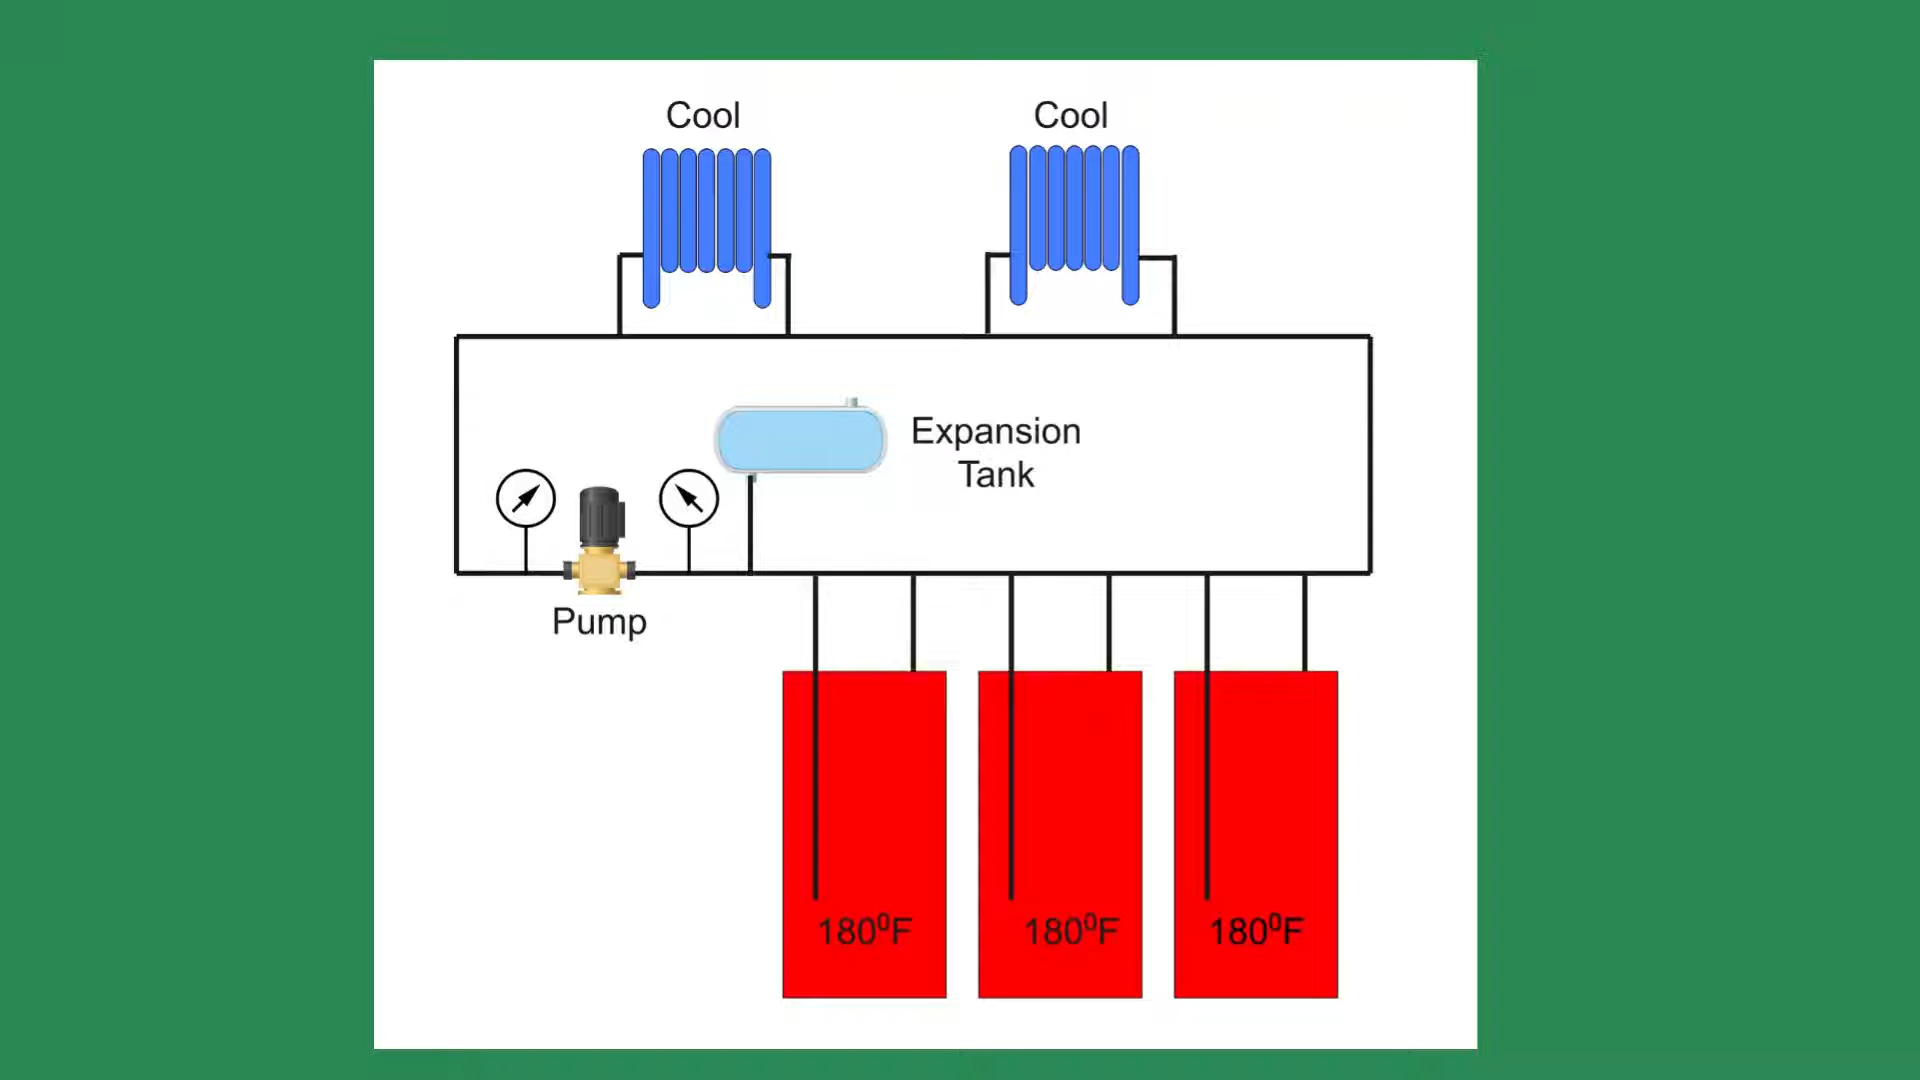 Cool
Cool
Expansion
Tank
Pump
180⁰F
180⁰F
180⁰F